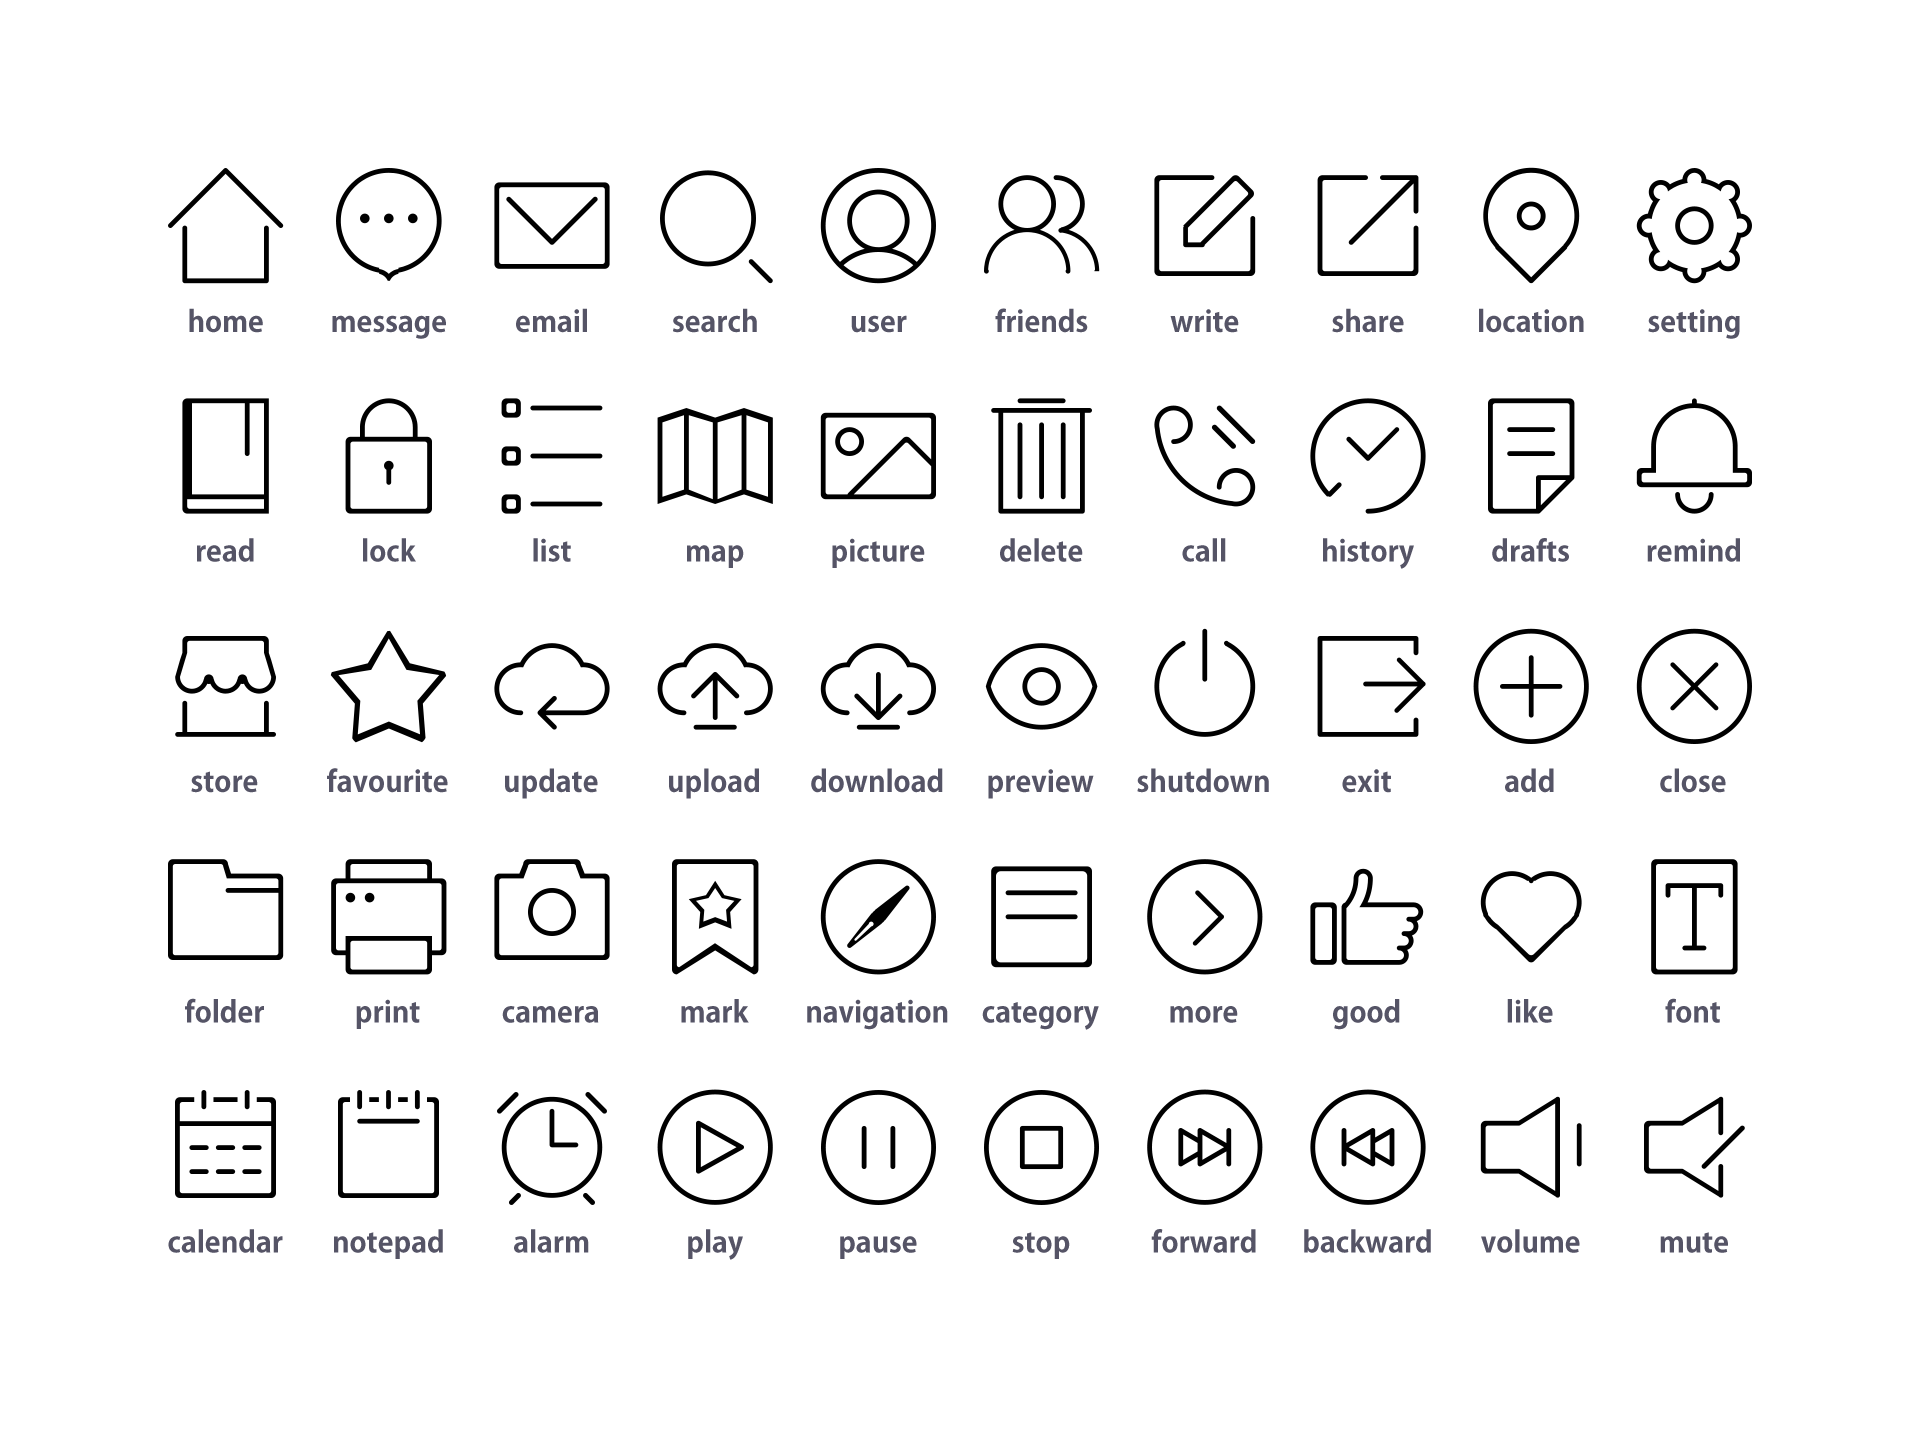 home message email search user friends write share location setting
read lock list map picture delete call history drafts remind
store favourite update upload download preview shutdown exit add close
folder print camera mark navigation category more good like font
calendar notepad alarm play pause stop forward backward volume mute